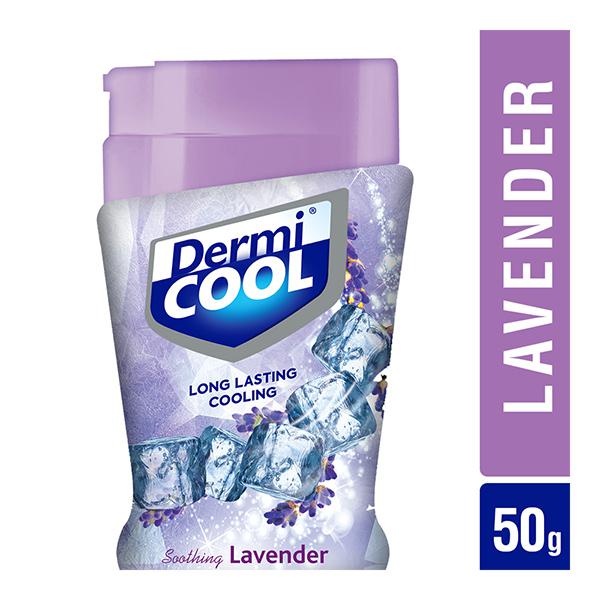 Dermi®
COOL
LONG LASTING
COOLING
Soothing Lavender
LAVENDER
50g